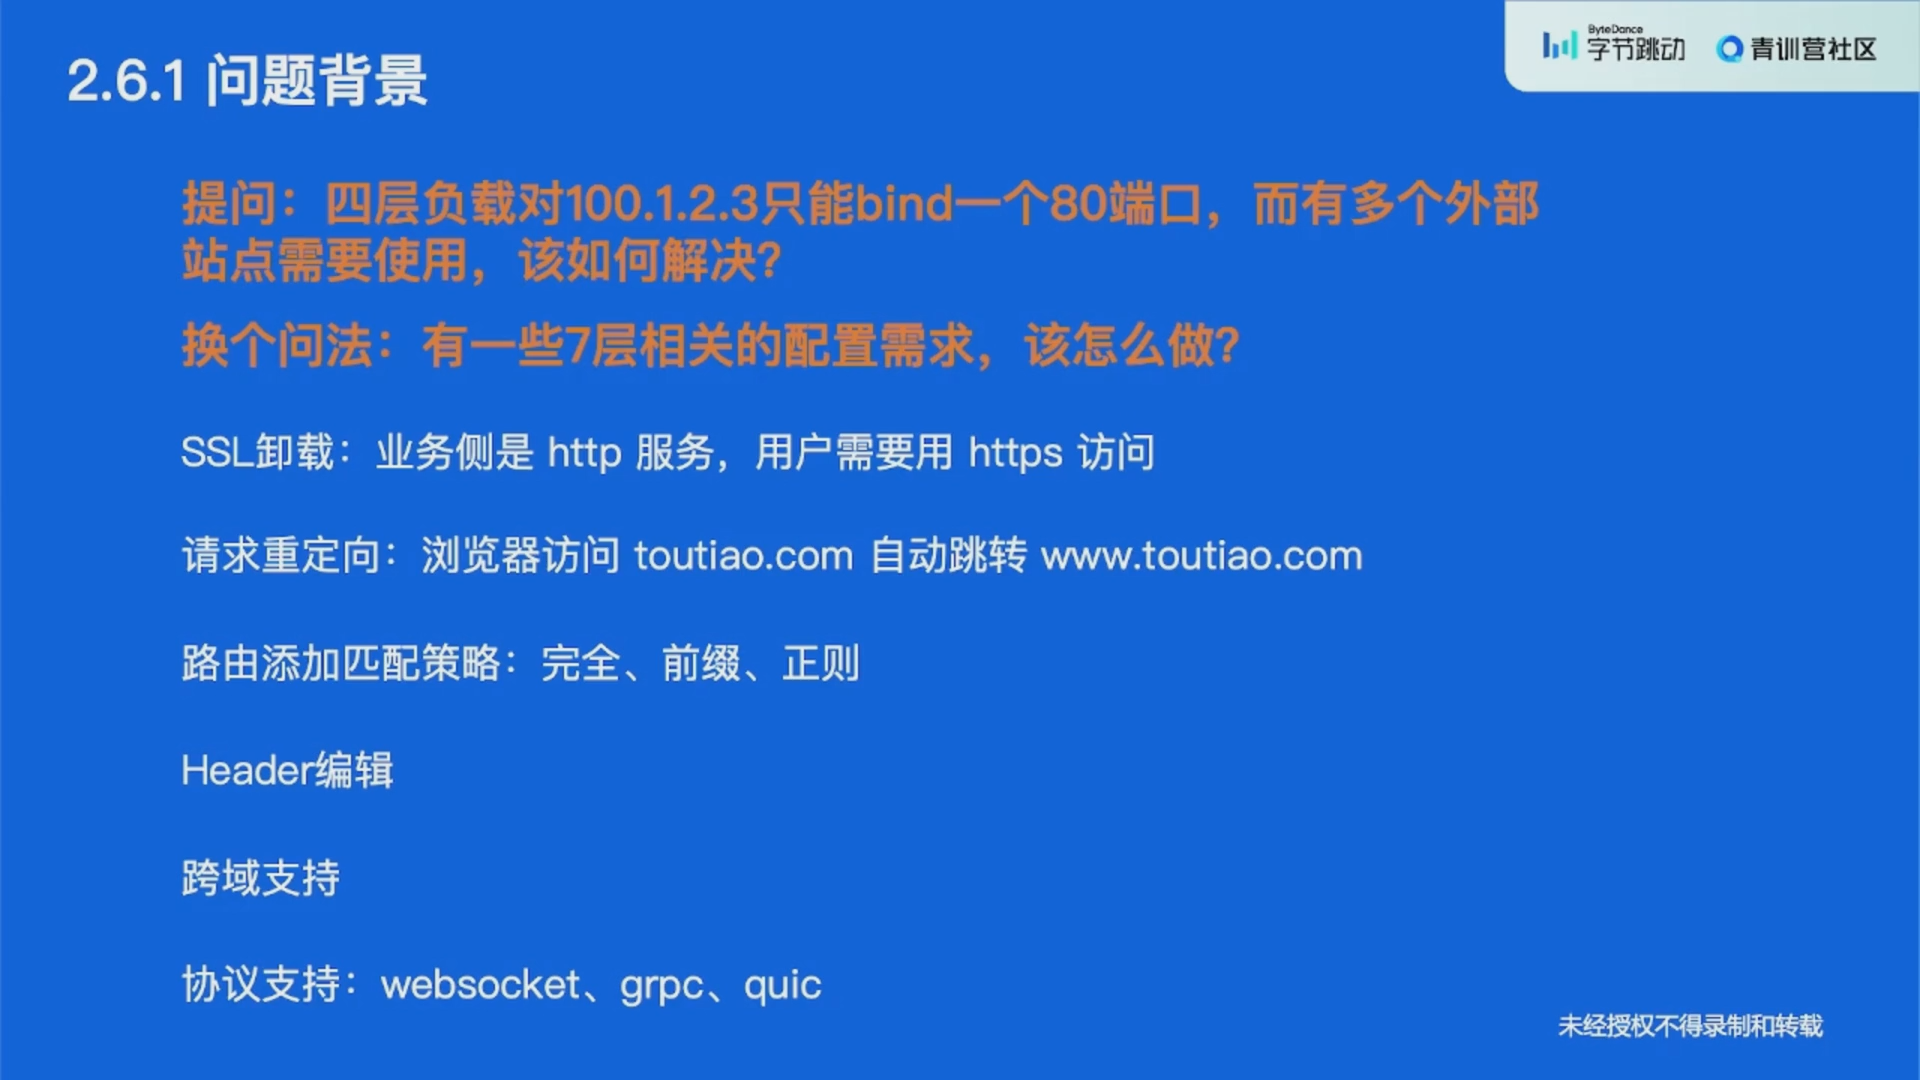 2.6.1 问题背景
ByteDance
字节跳动
青训营社区
提问：四层负载对100.1.2.3只能bind一个80端口，而有多个外部
站点需要使用，该如何解决？
换个问法：有一些7层相关的配置需求，该怎么做？
SSL卸载：业务侧是 http 服务，用户需要用 https 访问
请求重定向：浏览器访问 toutiao.com 自动跳转 www.toutiao.com
路由添加匹配策略：完全、前缀、正则
Header编辑
跨域支持
协议支持：websocket、grpc、quic
未经授权不得录制和转载